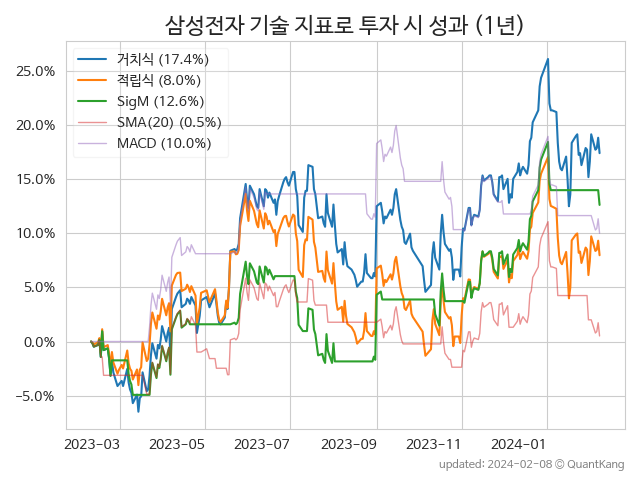 삼성전자 기술 지표로 투자 시 성과 (1년)
거치식 (17.4%)
적립식 (8.0%)
SigM (12.6%)
SMA(20) (0.5%)
MACD (10.0%)
25.0%
20.0%
15.0%
10.0%
5.0%
0.0%
−5.0%
2023-03 2023-05 2023-07 2023-09 2023-11 2024-01
updated: 2024-02-08 © QuantKang